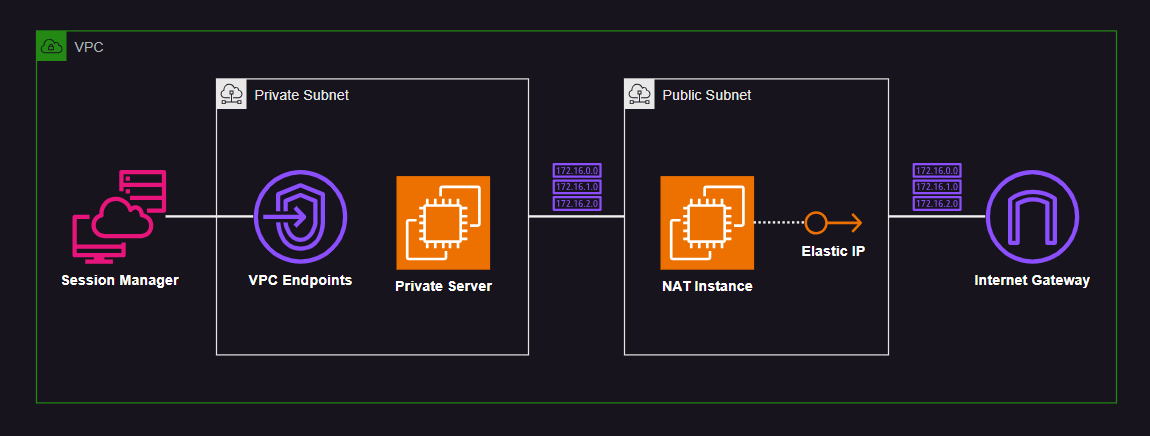 VPC
Private Subnet
Public Subnet
172.16.0.0
172.16.1.0
172.16.2.0
172.16.0.0
172.16.1.0
172.16.2.0
Session Manager
VPC Endpoints
Private Server
NAT Instance
Elastic IP
Internet Gateway